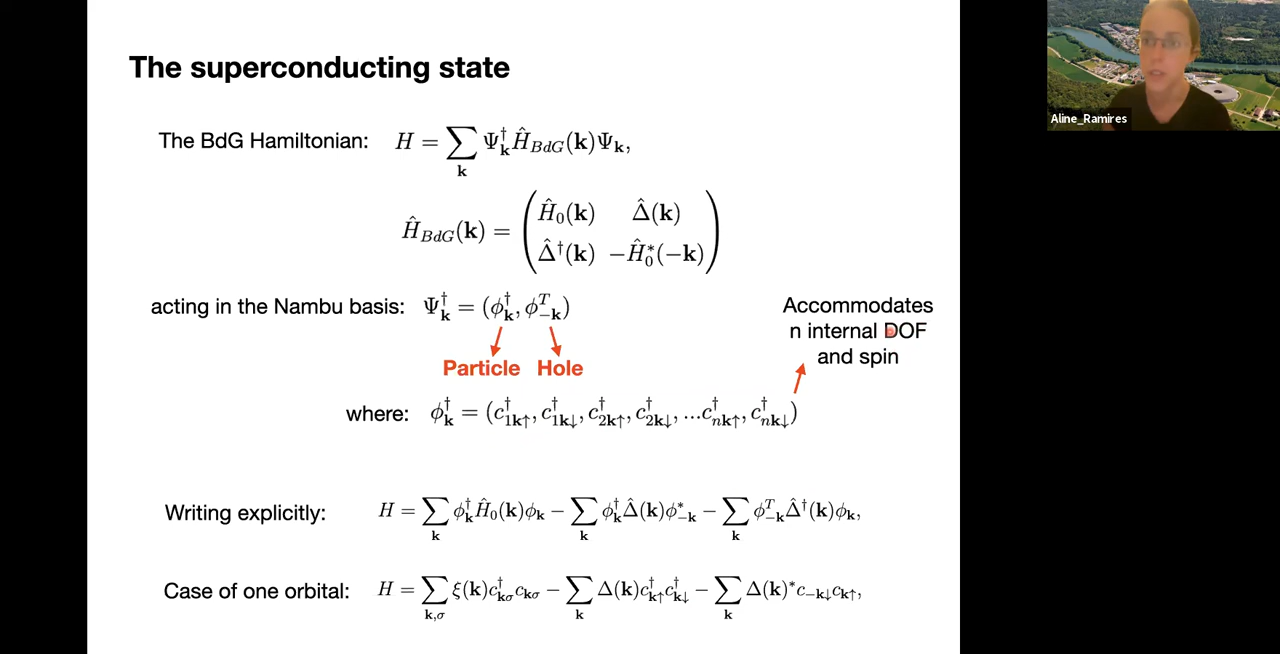 The superconducting state
Aline_Ramires
The BdG Hamiltonian: $H = \sum_{\mathbf{k}} \Psi^\dagger_{\mathbf{k}} \hat{H}_{BdG}(\mathbf{k}) \Psi_{\mathbf{k}},$
$\hat{H}_{BdG}(\mathbf{k}) = \begin{pmatrix} \hat{H}_0(\mathbf{k}) & \hat{\Delta}(\mathbf{k}) \\ \hat{\Delta}^\dagger(\mathbf{k}) & -\hat{H}^*_0(-\mathbf{k}) \end{pmatrix}$
acting in the Nambu basis: $\Psi^\dagger_{\mathbf{k}} = (\phi^\dagger_{\mathbf{k}}, \phi^T_{-\mathbf{k}})$
Accommodates
n internal DOF
and spin
Particle Hole
where: $\phi^\dagger_{\mathbf{k}} = (c^\dagger_{1\mathbf{k}\uparrow}, c^\dagger_{1\mathbf{k}\downarrow}, c^\dagger_{2\mathbf{k}\uparrow}, c^\dagger_{2\mathbf{k}\downarrow}, ...c^\dagger_{n\mathbf{k}\uparrow}, c^\dagger_{n\mathbf{k}\downarrow})$
Writing explicitly: $H = \sum_{\mathbf{k}} \phi^\dagger_{\mathbf{k}} \hat{H}_0(\mathbf{k}) \phi_{\mathbf{k}} - \sum_{\mathbf{k}} \phi^\dagger_{\mathbf{k}} \hat{\Delta}(\mathbf{k}) \phi^*_{-\mathbf{k}} - \sum_{\mathbf{k}} \phi^T_{-\mathbf{k}} \hat{\Delta}^\dagger(\mathbf{k}) \phi_{\mathbf{k}},$
Case of one orbital: $H = \sum_{\mathbf{k},\sigma} \xi(\mathbf{k}) c^\dagger_{\mathbf{k}\sigma} c_{\mathbf{k}\sigma} - \sum_{\mathbf{k}} \Delta(\mathbf{k}) c^\dagger_{\mathbf{k}\uparrow} c^\dagger_{\mathbf{k}\downarrow} - \sum_{\mathbf{k}} \Delta(\mathbf{k})^* c_{-\mathbf{k}\downarrow} c_{\mathbf{k}\uparrow},$